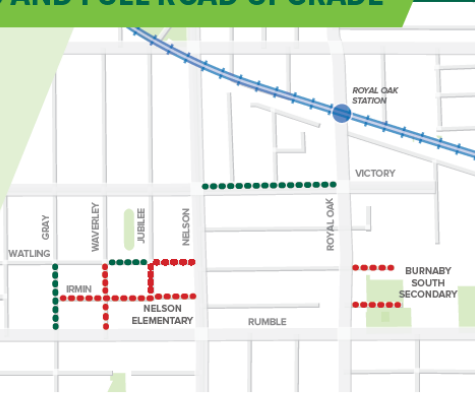 AND FULL ROAD UPGRADE
ROYAL OAK
STATION
VICTORY
GRAY
WAVERLEY
JUBILEE
NELSON
ROYAL OAK
WATLING
IRMIN
NELSON
ELEMENTARY
BURNABY
SOUTH
SECONDARY
RUMBLE